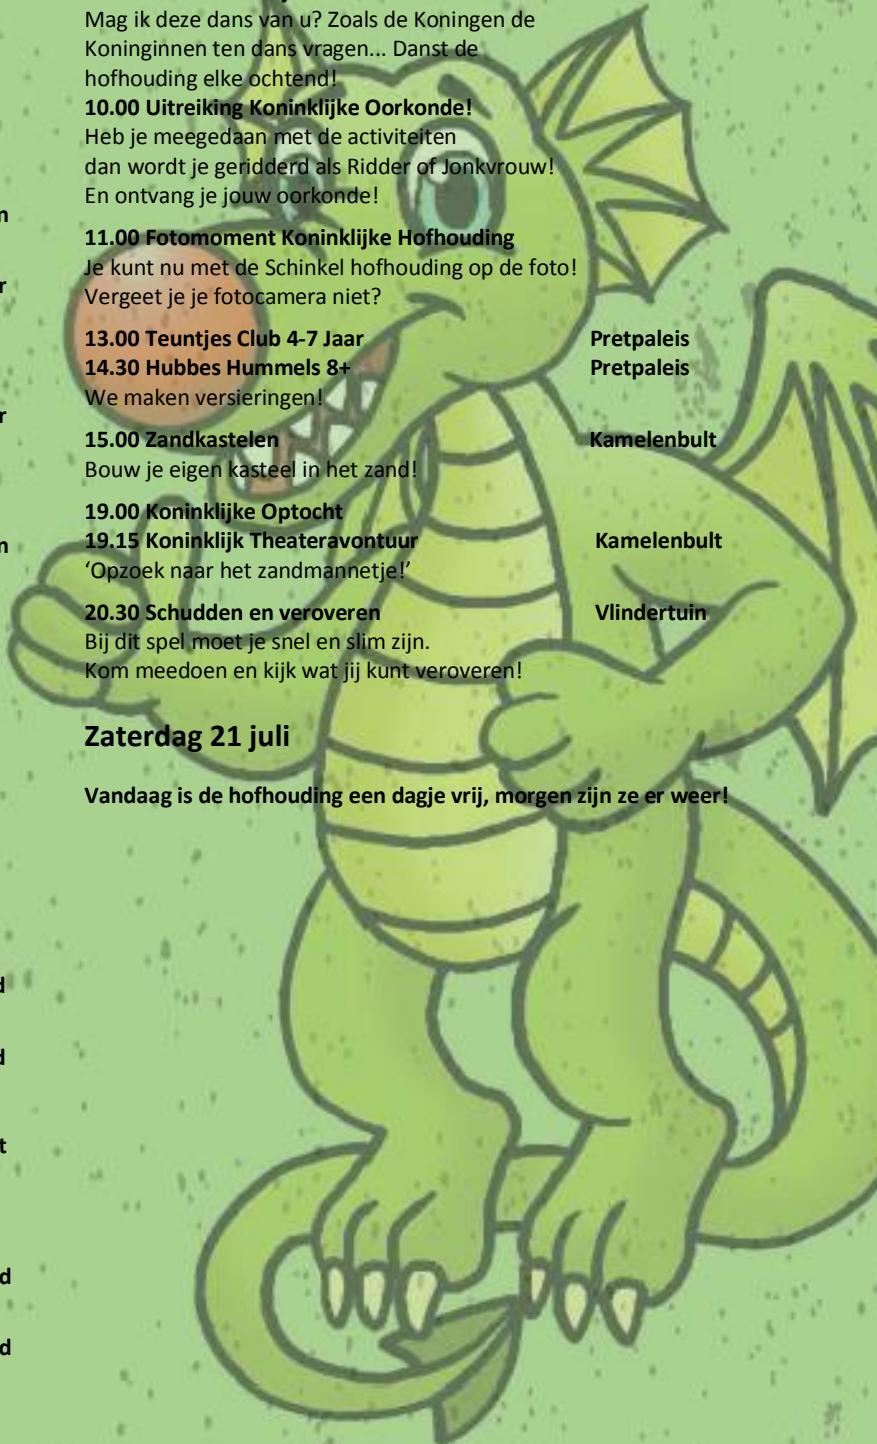 Mag ik deze dans van u? Zoals de Koningen de
Koninginnen ten dans vragen... Danst de
hofhouding elke ochtend!
10.00 Uitreiking Koninklijke Oorkonde!
Heb je meegedaan met de activiteiten
dan wordt je geridderd als Ridder of Jonkvrouw!
En ontvang je jouw oorkonde!
11.00 Fotomoment Koninklijke Hofhouding
Je kunt nu met de Schinkel hofhouding op de foto!
Vergeet je je fotocamera niet?
13.00 Teuntjes Club 4-7 Jaar Pretpaleis
14.30 Hubbes Hummels 8+ Pretpaleis
We maken versieringen!
15.00 Zandkastelen Kamelenbult
Bouw je eigen kasteel in het zand!
19.00 Koninklijke Optocht
19.15 Koninklijk Theateravontuur Kamelenbult
‘Opzoek naar het zandmannetje!’
20.30 Schudden en veroveren Vlindertuin
Bij dit spel moet je snel en slim zijn.
Kom meedoen en kijk wat jij kunt veroveren!
Zaterdag 21 juli
Vandaag is de hofhouding een dagje vrij, morgen zijn ze er weer!